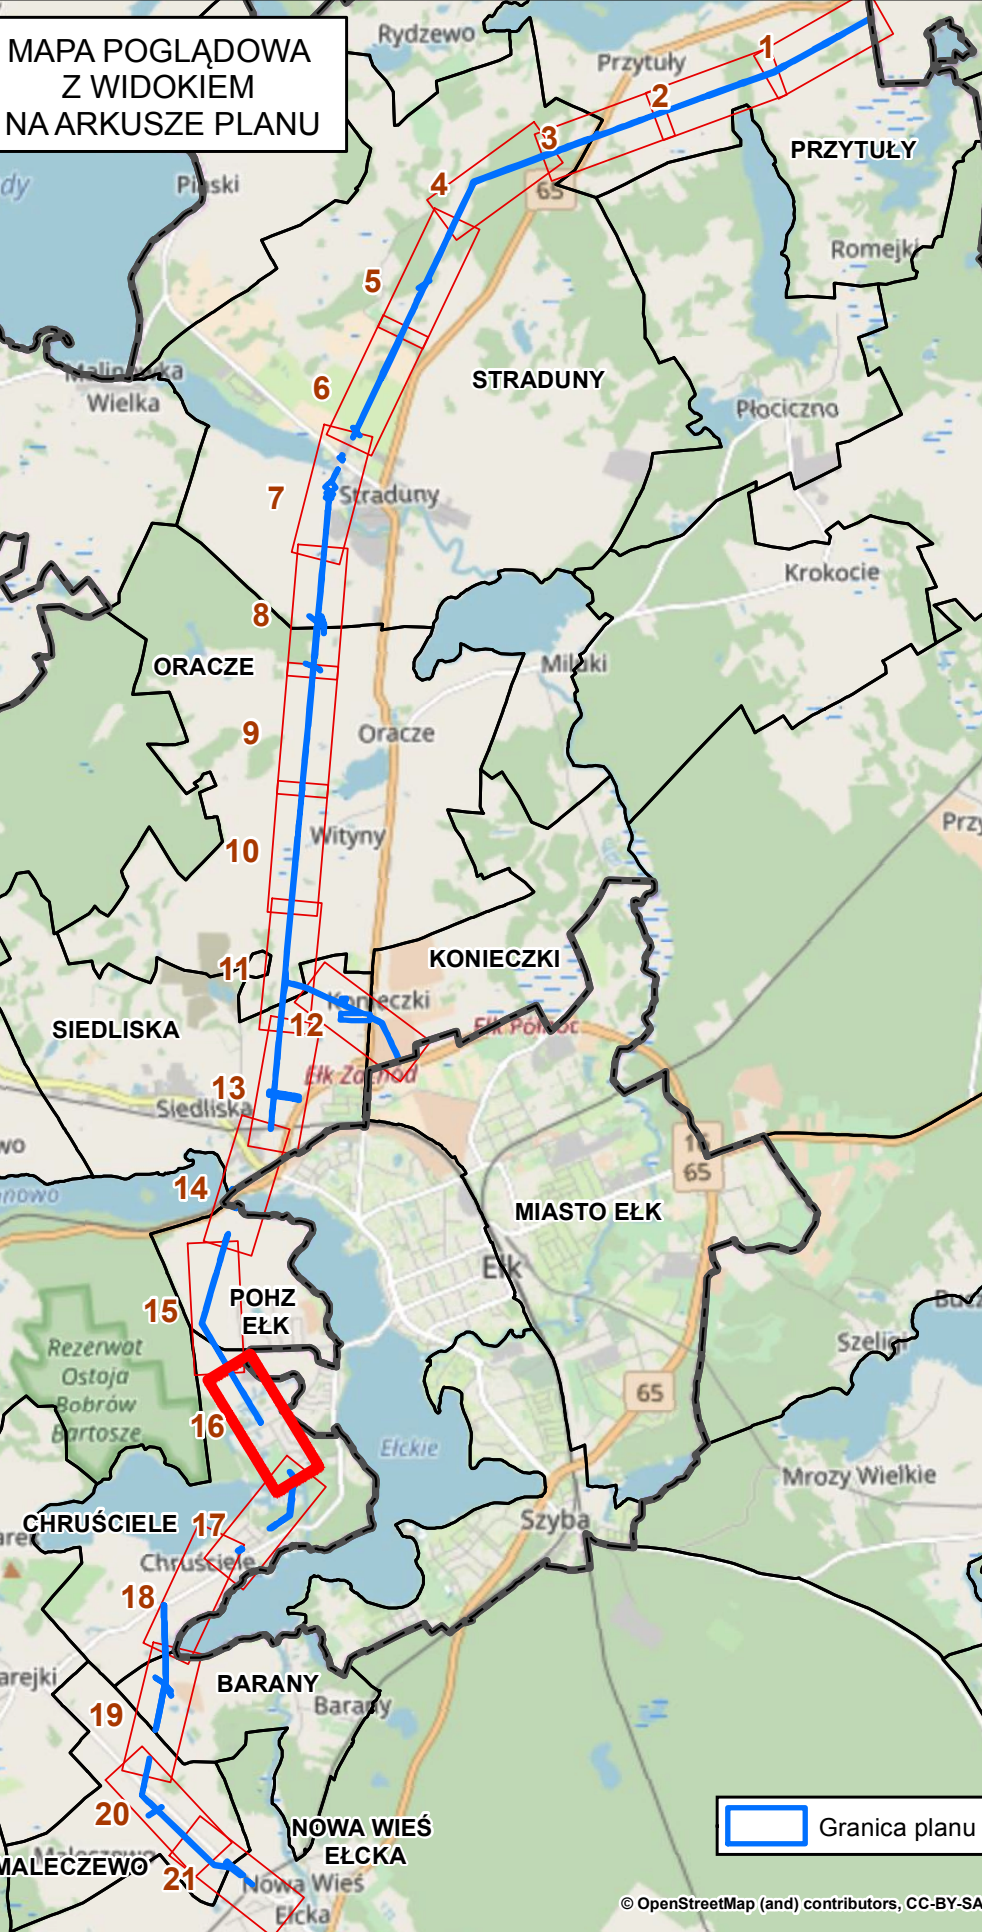 MAPA POGLĄDOWA
Z WIDOKIEM
NA ARKUSZE PLANU
Rydzewo
Przytuły
1
2
3
65
4
PRZYTUŁY
Romejki
5
STRADUNY
Płociczno
6
Malinówka
Wielka
7
Straduny
Krokocie
8
ORACZE
Miluki
9
Oracze
10
Wityny
KONIECZKI
11
Konieczki
SIEDLISKA
12
Ełk Północ
Ełk Zachód
13
Siedliska
16
65
14
MIASTO EŁK
Ełk
15
POHZ
EŁK
Rezerwat
Ostoja
Bobrów
Bartosze
Szeligi
65
16
Ełckie
Mrozy Wielkie
CHRUŚCIELE
17
Szyba
Chruściele
18
BARANY
Barany
19
20
NOWA WIEŚ
EŁCKA
Granica planu
MALECZEWO
21
Nowa Wieś
Ełcka
© OpenStreetMap (and) contributors, CC-BY-SA